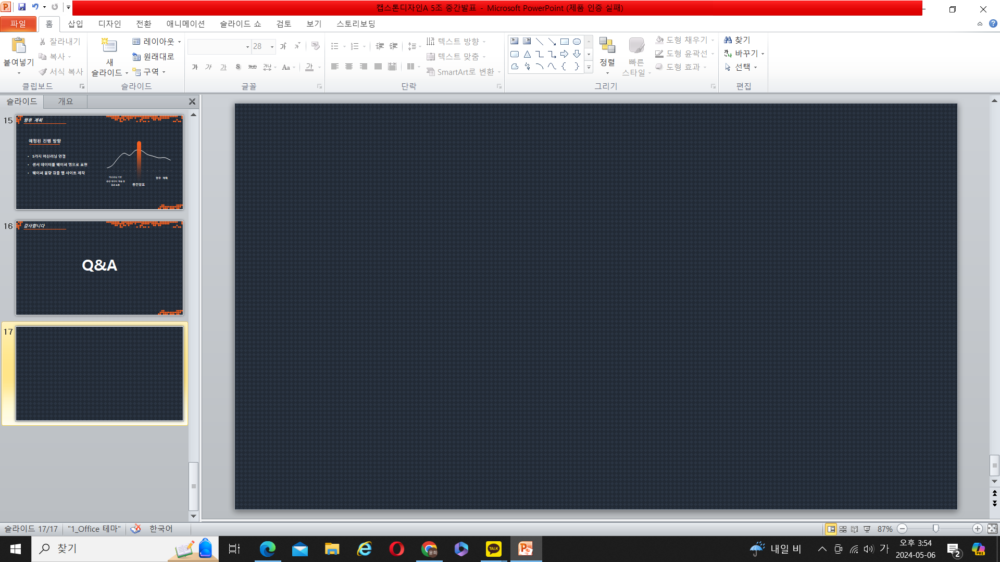 캡스톤디자인A 5조 중간발표 - Microsoft PowerPoint (제품 인증 실패)
파일 홈 삽입 디자인 전환 애니메이션 슬라이드 쇼 검토 보기 스토리보딩
붙여넣기
잘라내기
복사
서식 복사
클립보드
새
슬라이드
레이아웃
원래대로
구역
슬라이드
28
가 가 가 S 가나 Aa 가
글꼴
텍스트 방향
텍스트 맞춤
SmartArt로 변환
단락
정렬
빠른
스타일
도형 채우기
도형 윤곽선
도형 효과
그리기
찾기
바꾸기
선택
편집
슬라이드 개요
15
향후 계획
예정된 진행 방향
• 5가지 머신러닝 연결
• 센서 데이터를 웨이퍼 맵으로 표현
• 웨이퍼 불량 검출 웹 사이트 제작
중간발표
향후 계획
16
감사합니다
Q&A
17
슬라이드 17/17 "1_Office 테마" 한국어 87%
찾기
TALK
윤희
내일 비
가
오후 3:54
2024-05-06
2
PRE